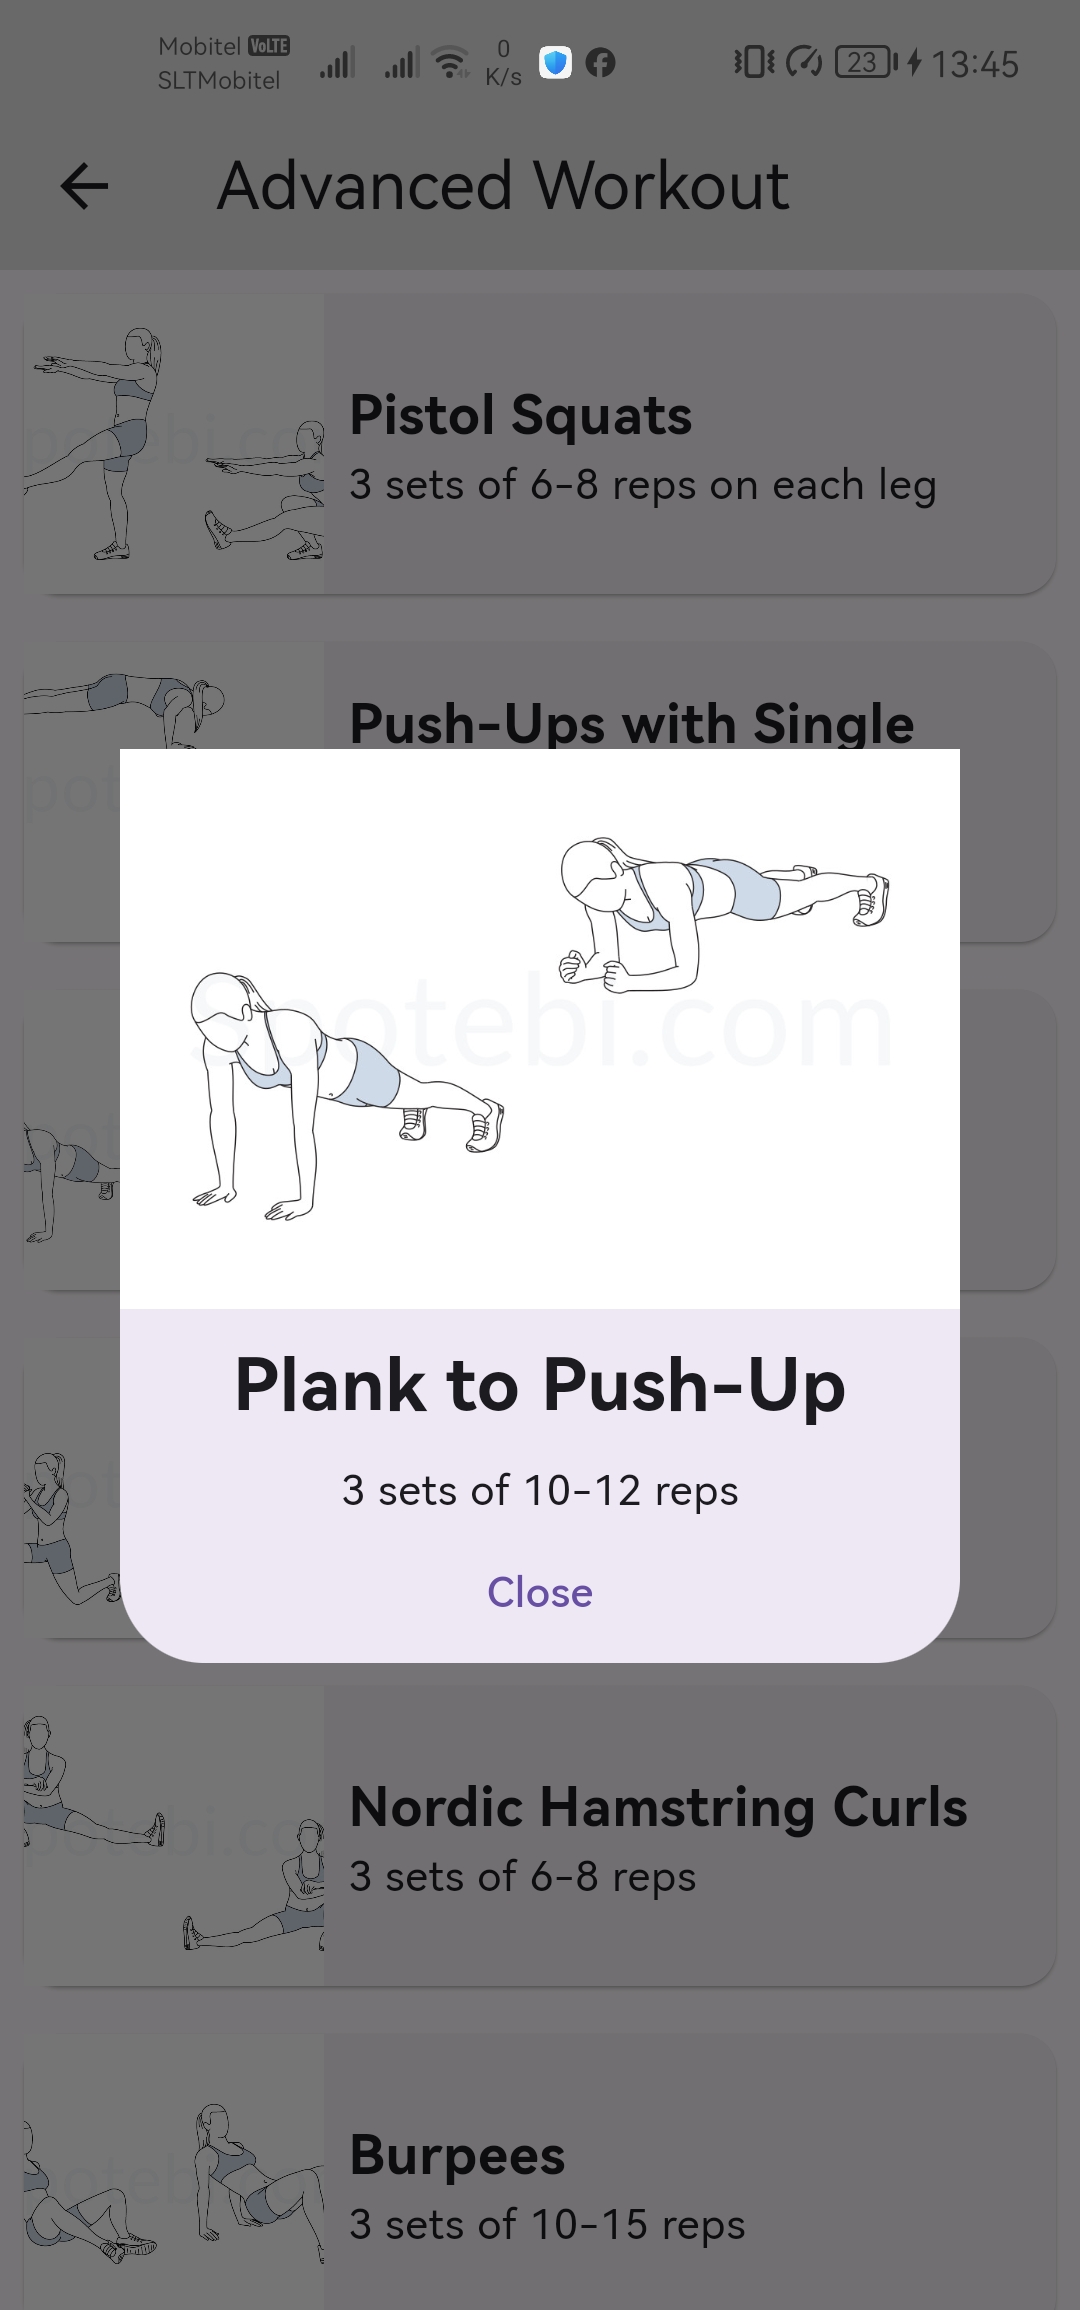 Mobitel VoLTE
SLTMobitel
0
K/s
23
13:45
Advanced Workout
Pistol Squats
3 sets of 6-8 reps on each leg
Push-Ups with Single
Spotebi.com
Plank to Push-Up
3 sets of 10-12 reps
Close
Nordic Hamstring Curls
3 sets of 6-8 reps
Burpees
3 sets of 10-15 reps